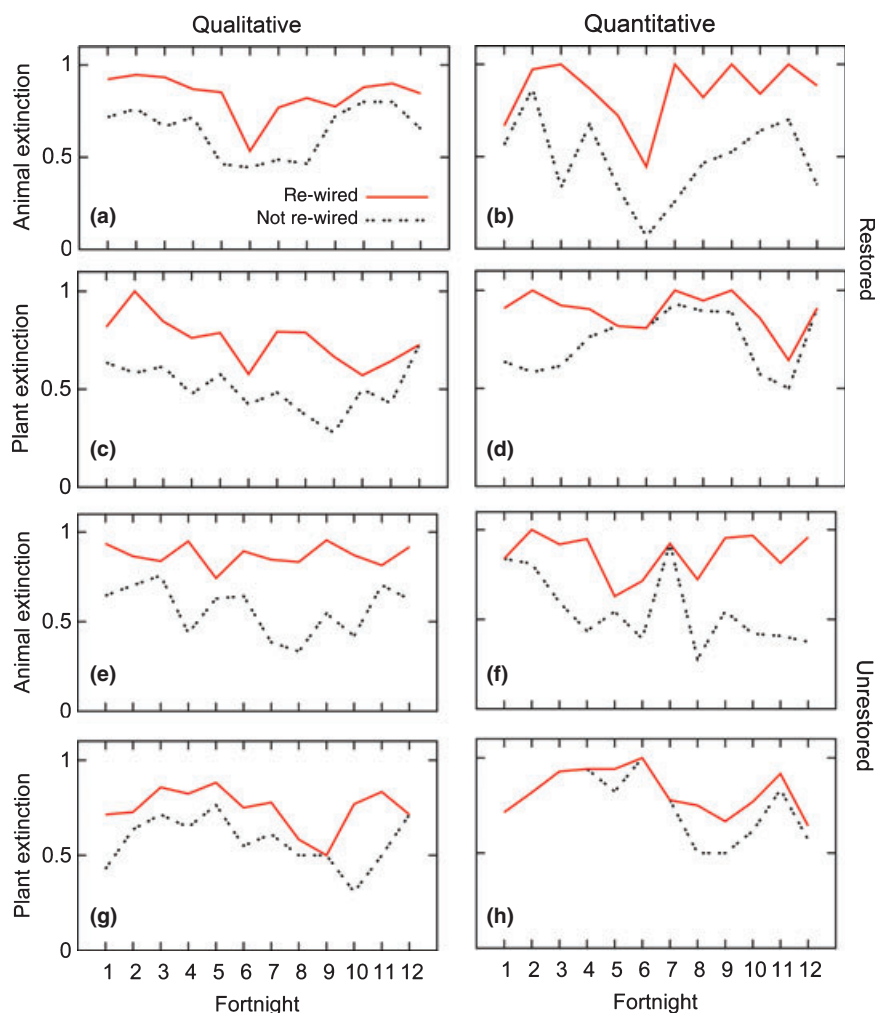 Qualitative
Quantitative
Animal extinction
1
0.5
0
Re-wired
Not re-wired
(a)
(b)
Restored
Plant extinction
1
0.5
0
(c)
(d)
Animal extinction
1
0.5
0
(e)
(f)
Unrestored
Plant extinction
1
0.5
0
(g)
(h)
1 2 3 4 5 6 7 8 9 10 11 12
1 2 3 4 5 6 7 8 9 10 11 12
Fortnight
Fortnight